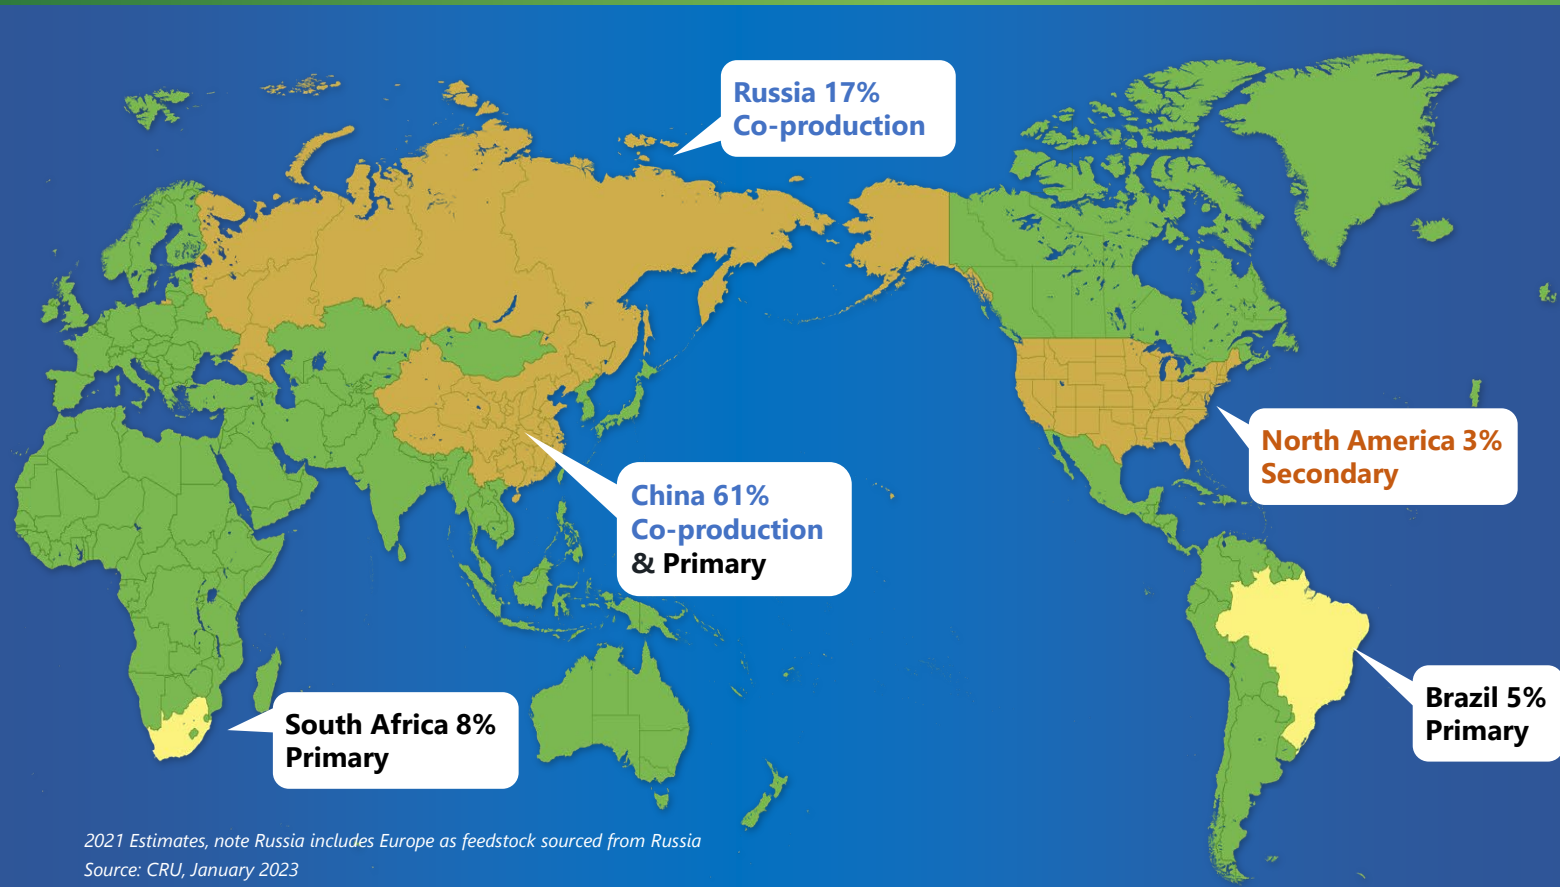 Russia 17%
Co-production
North America 3%
Secondary
China 61%
Co-production
& Primary
Brazil 5%
Primary
South Africa 8%
Primary
2021 Estimates, note Russia includes Europe as feedstock sourced from Russia
Source: CRU, January 2023